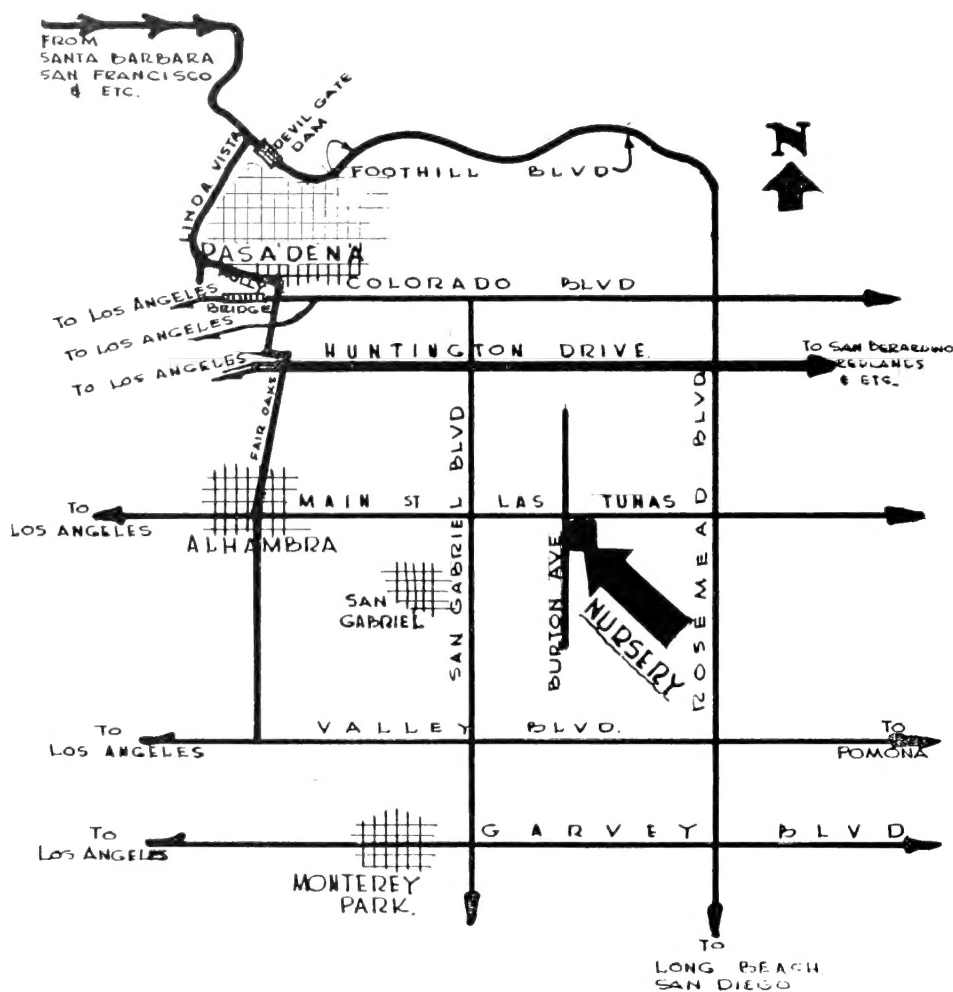 FROM
SANTA BARBARA
SAN FRANCISCO
& ETC.
DEVIL GATE
DAM
N
LINDA VISTA
FOOTHILL BLVD
PASADENA
COLORADO BLVD
TO LOS ANGELES
BRIDGE
TO LOS ANGELES
HUNTINGTON DRIVE.
TO SAN BERARDINO
REDLANDS
& ETC.
TO LOS ANGELES
FAIR OAKS
SAN GABRIEL BLVD
ROSEMEAD BLVD
MAIN ST LAS TUNAS
TO
LOS ANGELES
ALHAMBRA
BURTON AVE
SAN
GABRIEL
NURSERY
VALLEY BLVD.
TO
LOS ANGELES
TO
POMONA
GARVEY BLVD
TO
LOS ANGELES
MONTEREY
PARK.
TO
LONG BEACH
SAN DIEGO